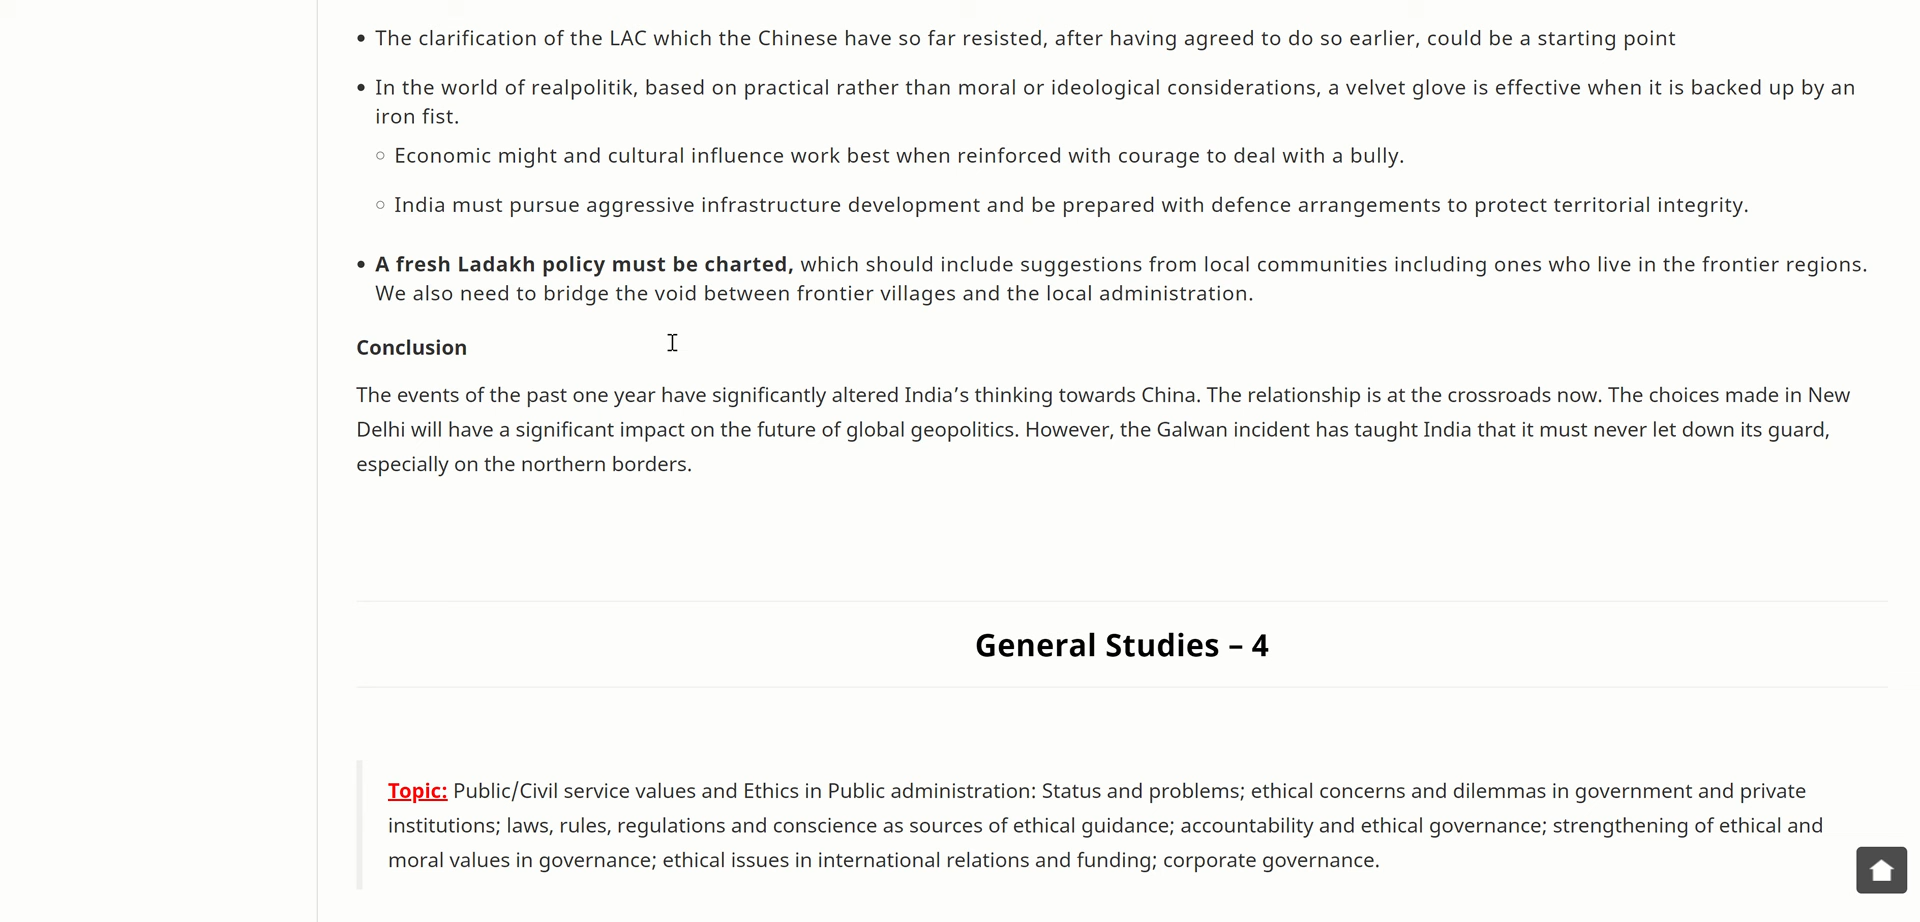 The clarification of the LAC which the Chinese have so far resisted, after having agreed to do so earlier, could be a starting point
In the world of realpolitik, based on practical rather than moral or ideological considerations, a velvet glove is effective when it is backed up by an
iron fist.
Economic might and cultural influence work best when reinforced with courage to deal with a bully.
India must pursue aggressive infrastructure development and be prepared with defence arrangements to protect territorial integrity.
A fresh Ladakh policy must be charted, which should include suggestions from local communities including ones who live in the frontier regions.
We also need to bridge the void between frontier villages and the local administration.
Conclusion
The events of the past one year have significantly altered India’s thinking towards China. The relationship is at the crossroads now. The choices made in New
Delhi will have a significant impact on the future of global geopolitics. However, the Galwan incident has taught India that it must never let down its guard,
especially on the northern borders.
General Studies – 4
Topic: Public/Civil service values and Ethics in Public administration: Status and problems; ethical concerns and dilemmas in government and private
institutions; laws, rules, regulations and conscience as sources of ethical guidance; accountability and ethical governance; strengthening of ethical and
moral values in governance; ethical issues in international relations and funding; corporate governance.